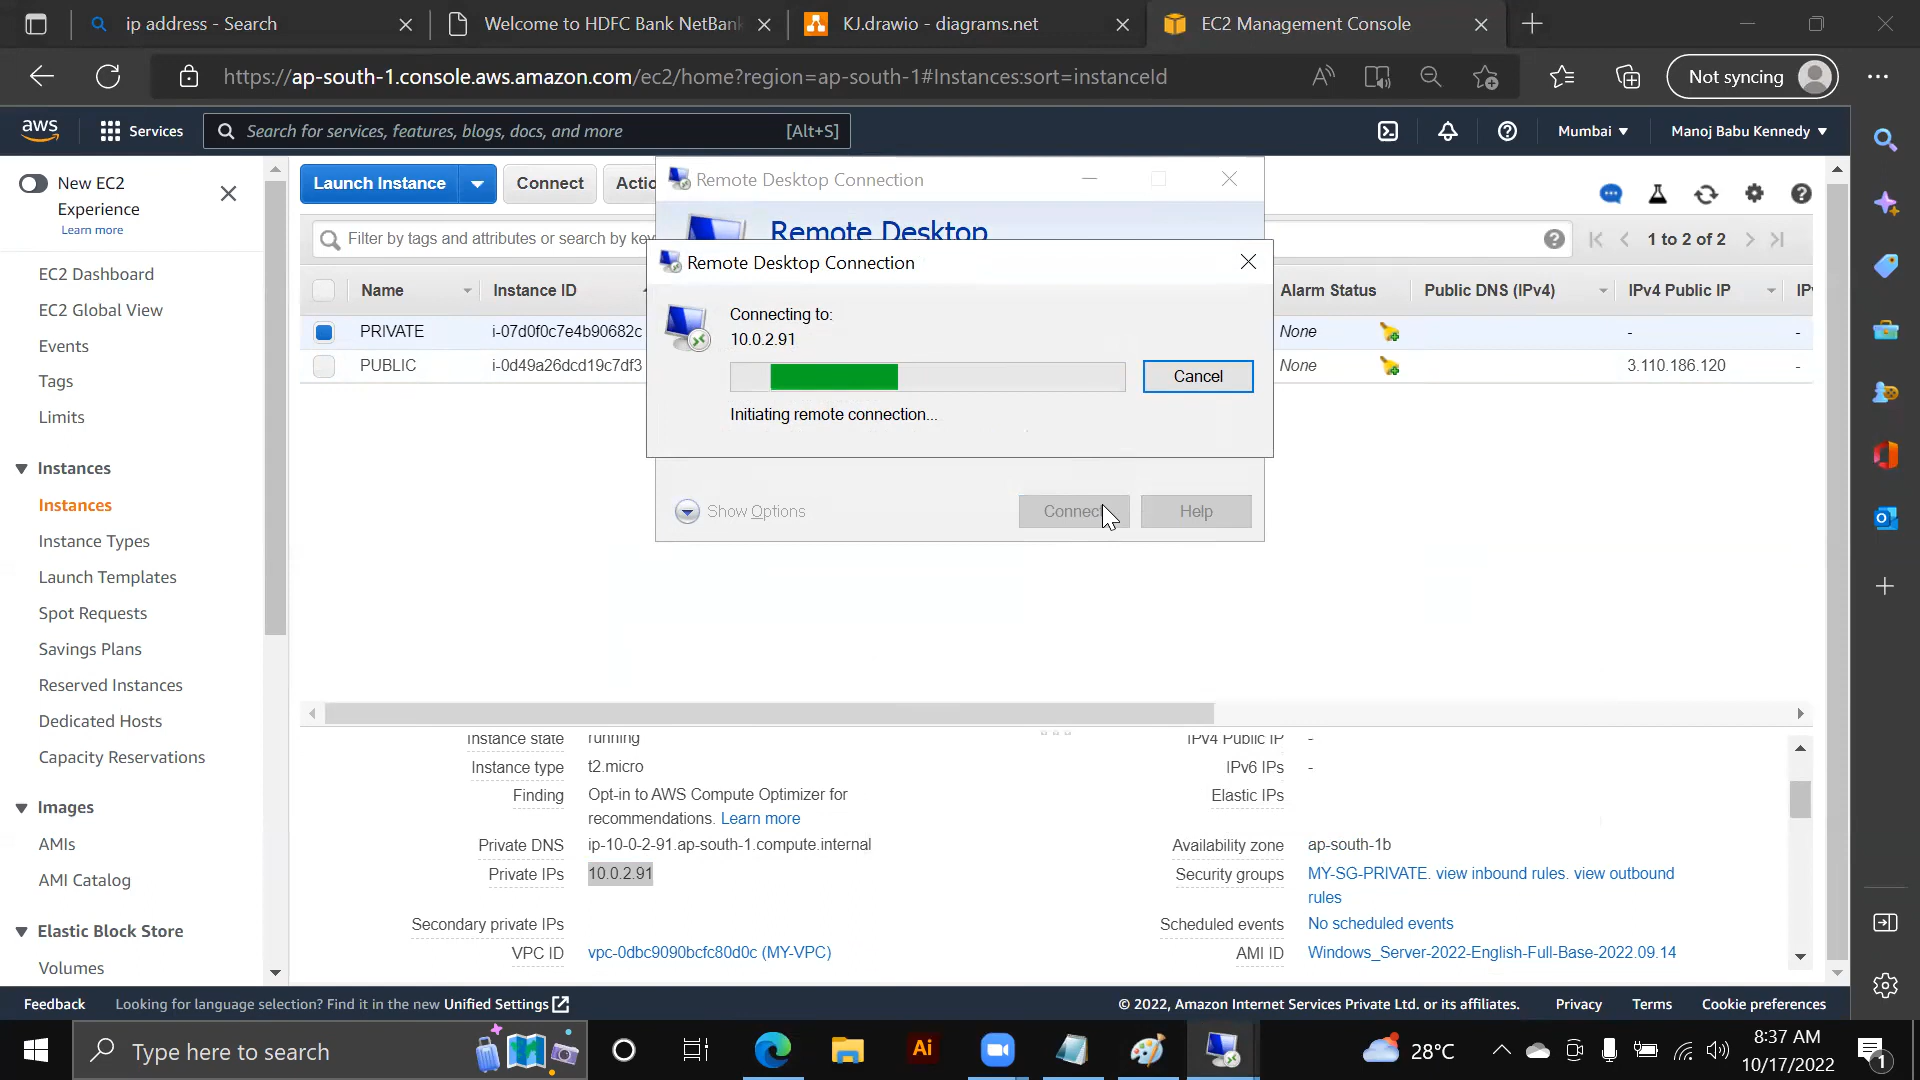 ip address - Search
Welcome to HDFC Bank NetBank
KJ.drawio - diagrams.net
EC2 Management Console
https://ap-south-1.console.aws.amazon.com/ec2/home?region=ap-south-1#Instances:sort=instanceId
Not syncing
aws
Services
Search for services, features, blogs, docs, and more
[Alt+S]
Mumbai
Manoj Babu Kennedy
New EC2
Experience
Learn more
Launch Instance
Connect
Actio
Remote Desktop Connection
Remote Desktop
Filter by tags and attributes or search by key
1 to 2 of 2
Remote Desktop Connection
Name
Instance ID
Alarm Status
Public DNS (IPv4)
IPv4 Public IP
IP
PRIVATE
i-07d0f0c7e4b90682c
None
-
-
PUBLIC
i-0d49a26dcd19c7df3
None
3.110.186.120
-
Connecting to:
10.0.2.91
Cancel
Initiating remote connection...
Show Options
Connect
Help
EC2 Dashboard
EC2 Global View
Events
Tags
Limits
Instances
Instances
Instance Types
Launch Templates
Spot Requests
Savings Plans
Reserved Instances
Dedicated Hosts
Capacity Reservations
Images
AMIs
AMI Catalog
Elastic Block Store
Volumes
Instance state
running
IPv4 Public IP
-
Instance type
t2.micro
IPv6 IPs
-
Finding
Opt-in to AWS Compute Optimizer for
recommendations. Learn more
Elastic IPs
Private DNS
ip-10-0-2-91.ap-south-1.compute.internal
Availability zone
ap-south-1b
Private IPs
10.0.2.91
Security groups
MY-SG-PRIVATE. view inbound rules. view outbound
rules
Secondary private IPs
Scheduled events
No scheduled events
VPC ID
vpc-0dbc9090bcfc80d0c (MY-VPC)
AMI ID
Windows_Server-2022-English-Full-Base-2022.09.14
Feedback
Looking for language selection? Find it in the new Unified Settings
© 2022, Amazon Internet Services Private Ltd. or its affiliates.
Privacy
Terms
Cookie preferences
Type here to search
Ai
28°C
8:37 AM
10/17/2022
1